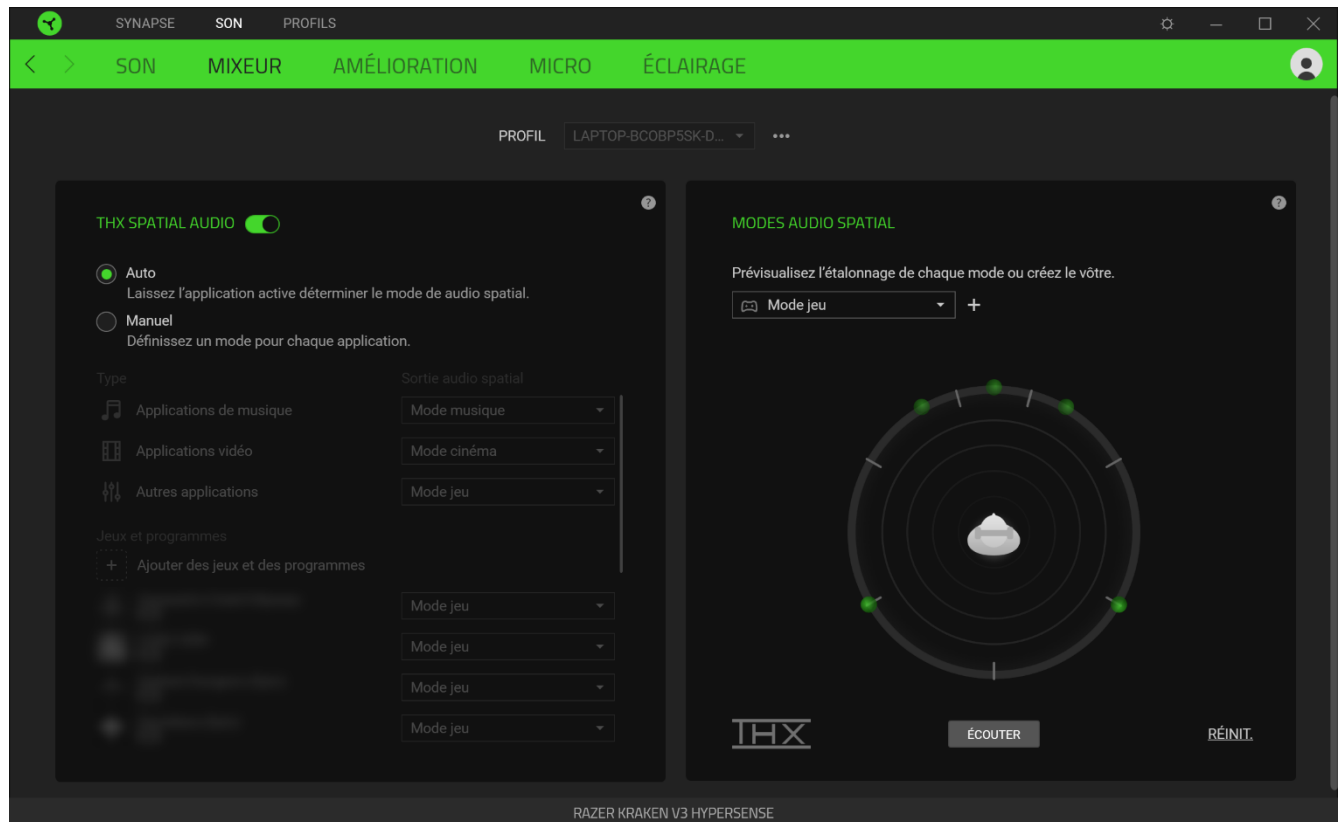 SYNAPSE SON PROFILS
SON MIXEUR AMÉLIORATION MICRO ÉCLAIRAGE
PROFIL LAPTOP-BCOBP5SK-D...
THX SPATIAL AUDIO
Auto
Laissez l'application active déterminer le mode de audio spatial.
Manuel
Définissez un mode pour chaque application.
Type Sortie audio spatial
Applications de musique Mode musique
Applications vidéo Mode cinéma
Autres applications Mode jeu
Jeux et programmes
+ Ajouter des jeux et des programmes
Mode jeu
Mode jeu
Mode jeu
Mode jeu
MODES AUDIO SPATIAL
Prévisualisez l'étalonnage de chaque mode ou créez le vôtre.
Mode jeu +
THX ÉCOUTER RÉINIT.
RAZER KRAKEN V3 HYPERSENSE